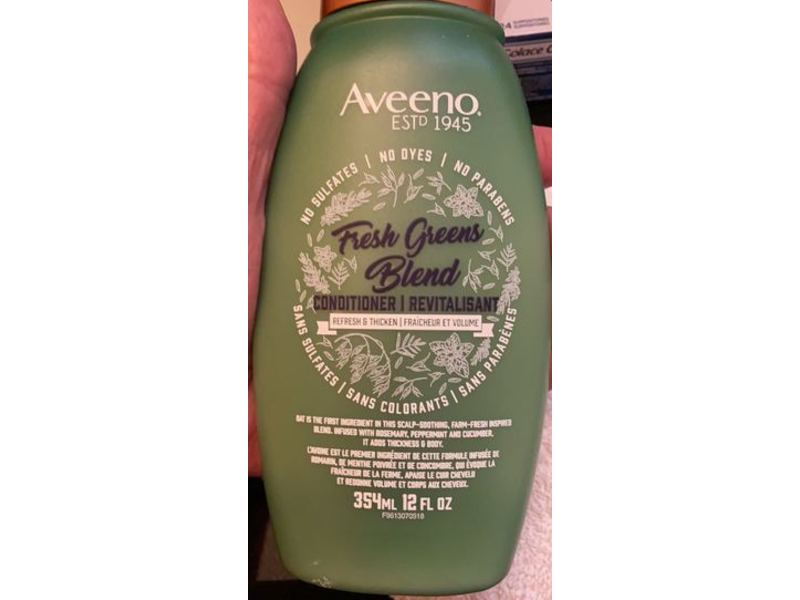 Aveeno®
ESTD 1945
NO SULFATES | NO DYES | NO PARABENS
Fresh Greens
Blend
CONDITIONER | REVITALISANT
REFRESH & THICKEN | FRAÎCHEUR ET VOLUME
SANS SULFATES | SANS COLORANTS | SANS PARABÈNES
OAT IS THE FIRST INGREDIENT IN THIS SCALP-SOOTHING, FARM-FRESH INSPIRED
BLEND. INFUSED WITH ROSEMARY, PEPPERMINT AND CUCUMBER,
IT ADDS THICKNESS & BODY.
L'AVOINE EST LE PREMIER INGRÉDIENT DE CETTE FORMULE INFUSÉE DE
ROMARIN, DE MENTHE POIVRÉE ET DE CONCOMBRE, QUI ÉVOQUE LA
FRAÎCHEUR DE LA FERME, APAISE LE CUIR CHEVELU
ET REDONNE VOLUME ET CORPS AUX CHEVEUX.
354ML 12 FL OZ
F9613070918